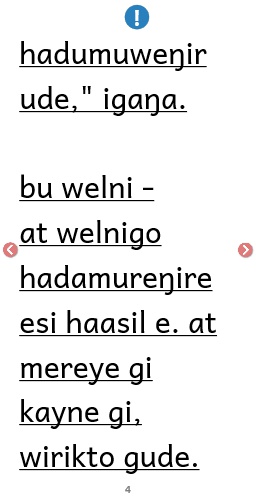 hadumuweŋir
ude," igaŋa.
bu welni -
at welnigo
hadamureŋire
esi haasil e. at
mereye gi
kayne gi,
wirikto gude.
4